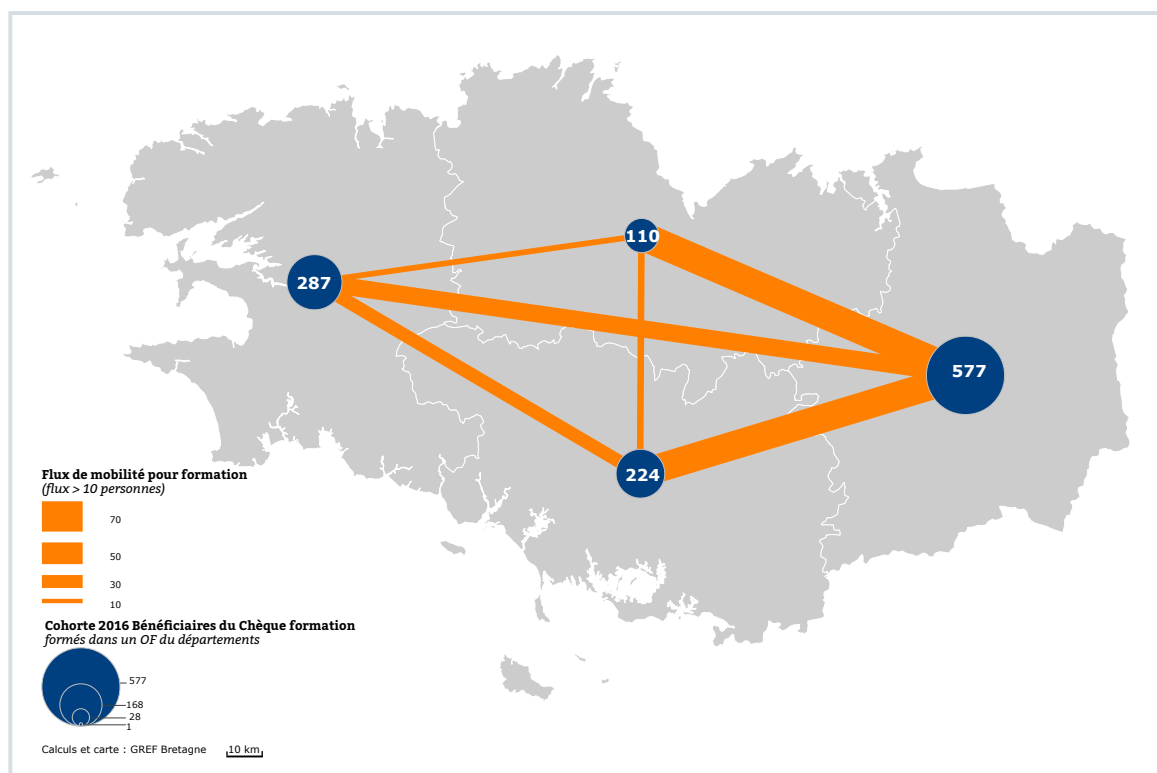 110
287
577
224
Flux de mobilité pour formation
(flux > 10 personnes)
70
50
30
10
Cohorte 2016 Bénéficiaires du Chèque formation
formés dans un OF du départements
577
168
28
1
Calculs et carte : GREF Bretagne 10 km